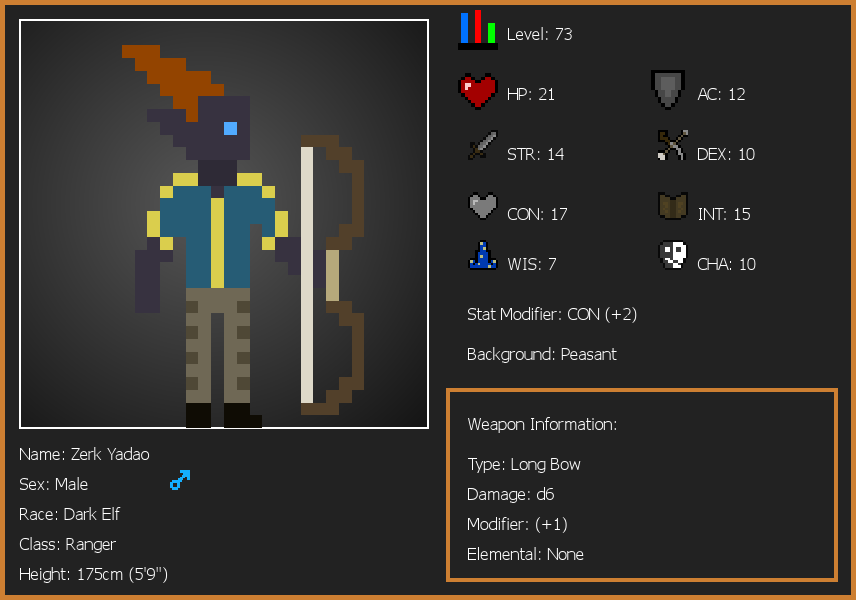 Level: 73
HP: 21
AC: 12
STR: 14
DEX: 10
CON: 17
INT: 15
WIS: 7
CHA: 10
Stat Modifier: CON (+2)
Background: Peasant
Weapon Information:
Type: Long Bow
Damage: d6
Modifier: (+1)
Elemental: None
Name: Zerk Yadao
Sex: Male
Race: Dark Elf
Class: Ranger
Height: 175cm (5'9")